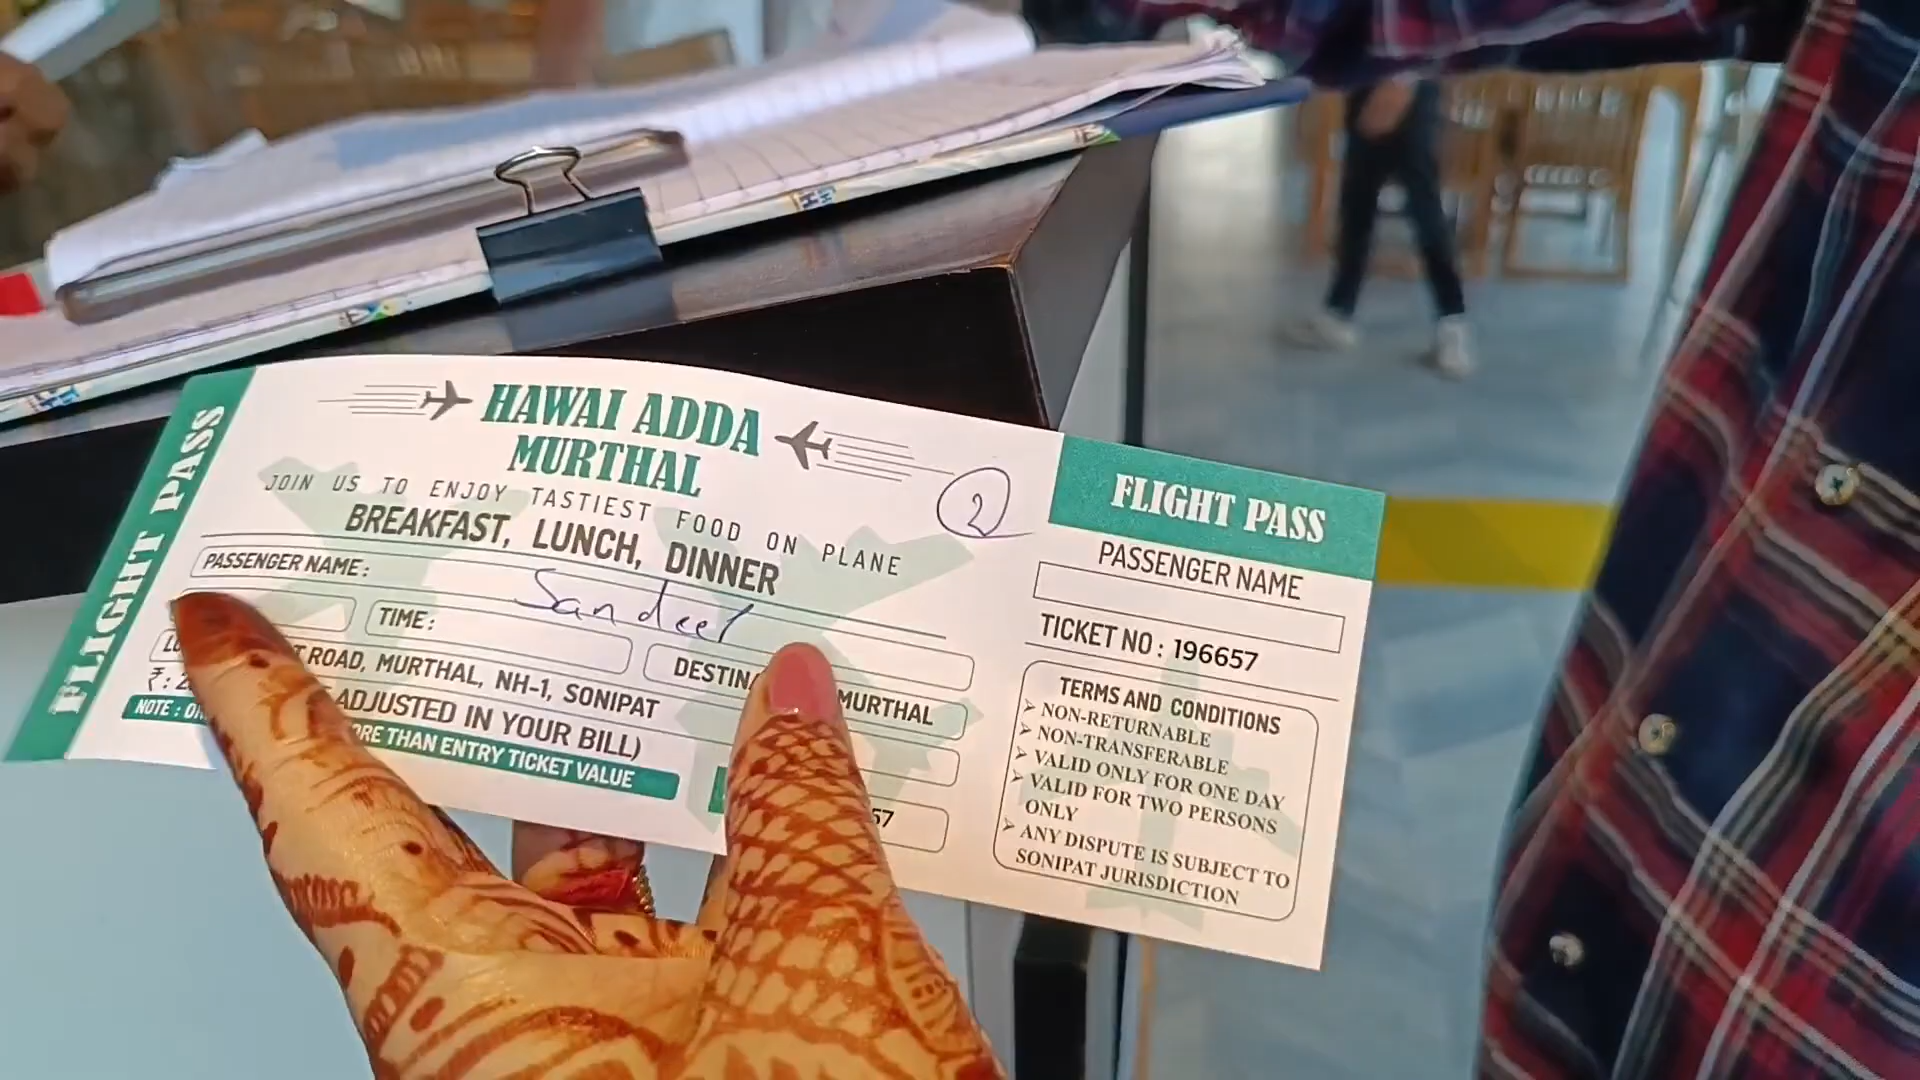 FLIGHT PASS
HAWAI ADDA
MURTHAL
JOIN US TO ENJOY TASTIEST FOOD ON PLANE
BREAKFAST, LUNCH, DINNER
2
PASSENGER NAME:
TIME:
ROAD, MURTHAL, NH-1, SONIPAT
MURTHAL
₹:
ADJUSTED IN YOUR BILL)
NOTE :
THAN ENTRY TICKET VALUE
57
FLIGHT PASS
PASSENGER NAME
TICKET NO : 196657
TERMS AND CONDITIONS
➢ NON-RETURNABLE
➢ NON-TRANSFERABLE
➢ VALID ONLY FOR ONE DAY
➢ VALID FOR TWO PERSONS
ONLY
➢ ANY DISPUTE IS SUBJECT TO
SONIPAT JURISDICTION